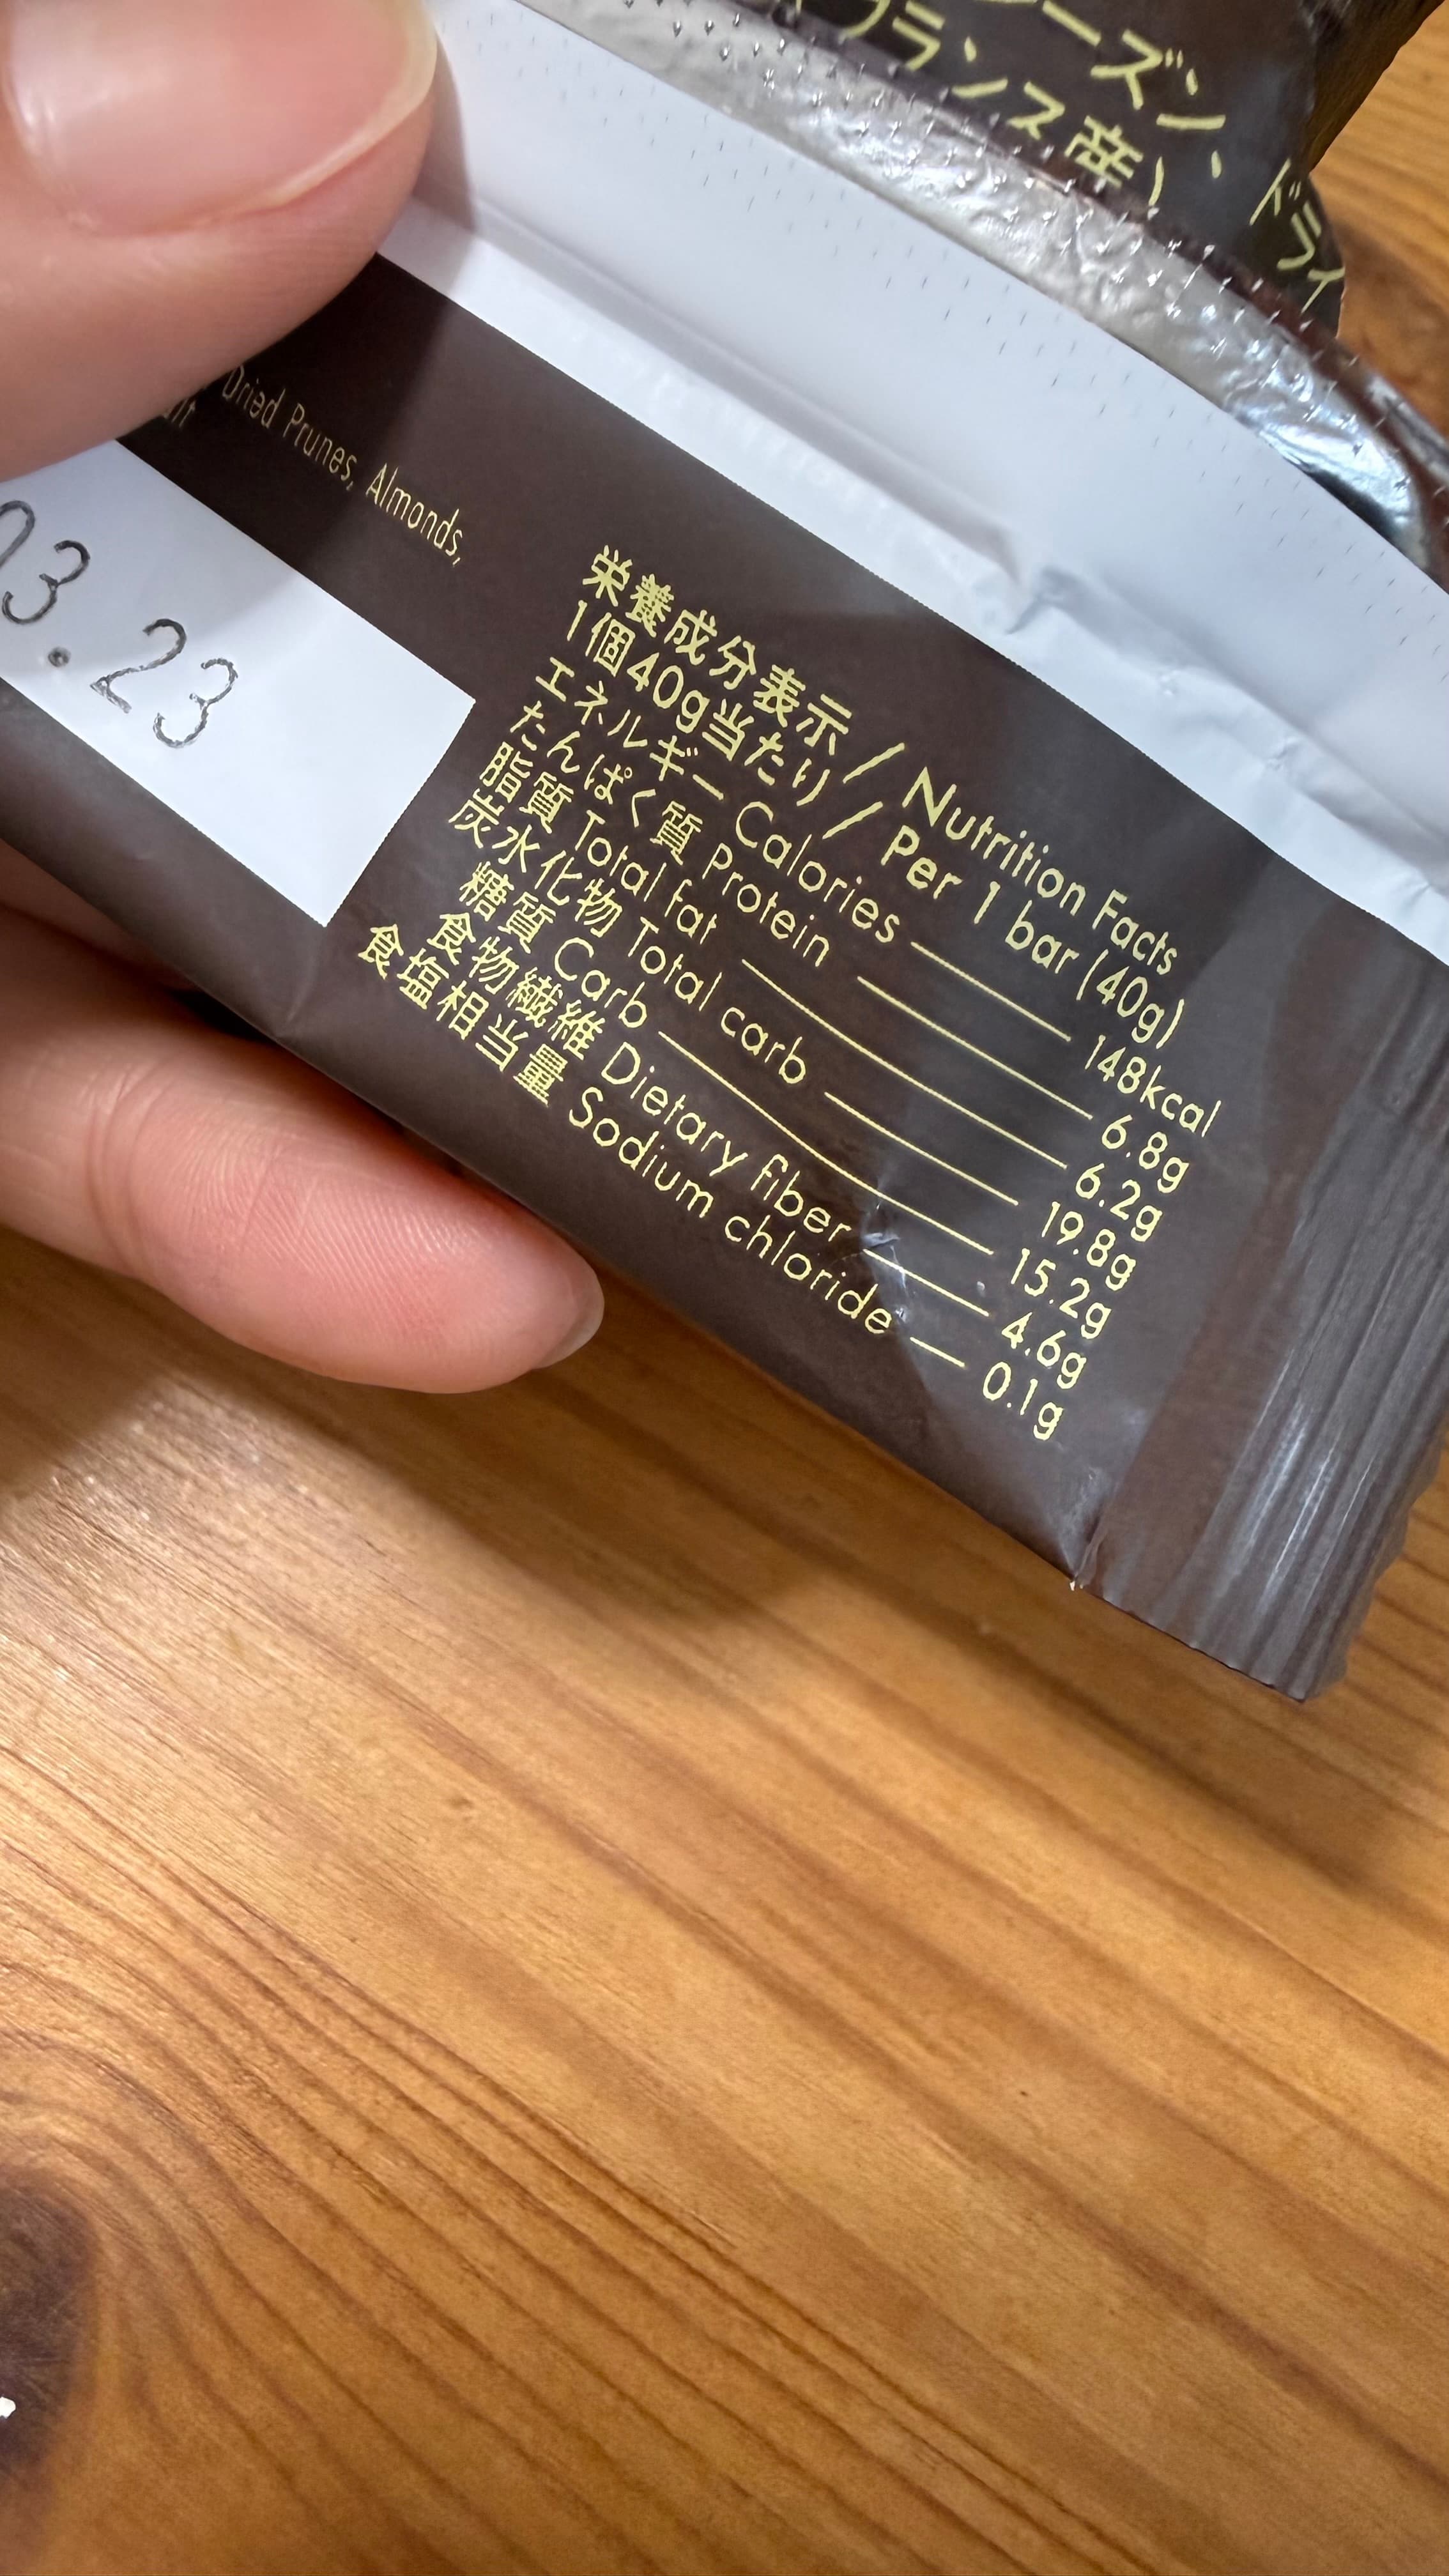 ーズン、ドライ
フランス産)
Dried Prunes, Almonds,
03.23
栄養成分表示 / Nutrition Facts
1個40g当たり / Per 1 bar (40g)
エネルギー Calories 148kcal
たんぱく質 Protein 6.8g
脂質 Total fat 6.2g
炭水化物 Total carb 19.8g
糖質 Carb 15.2g
食物繊維 Dietary fiber 4.6g
食塩相当量 Sodium chloride 0.1g